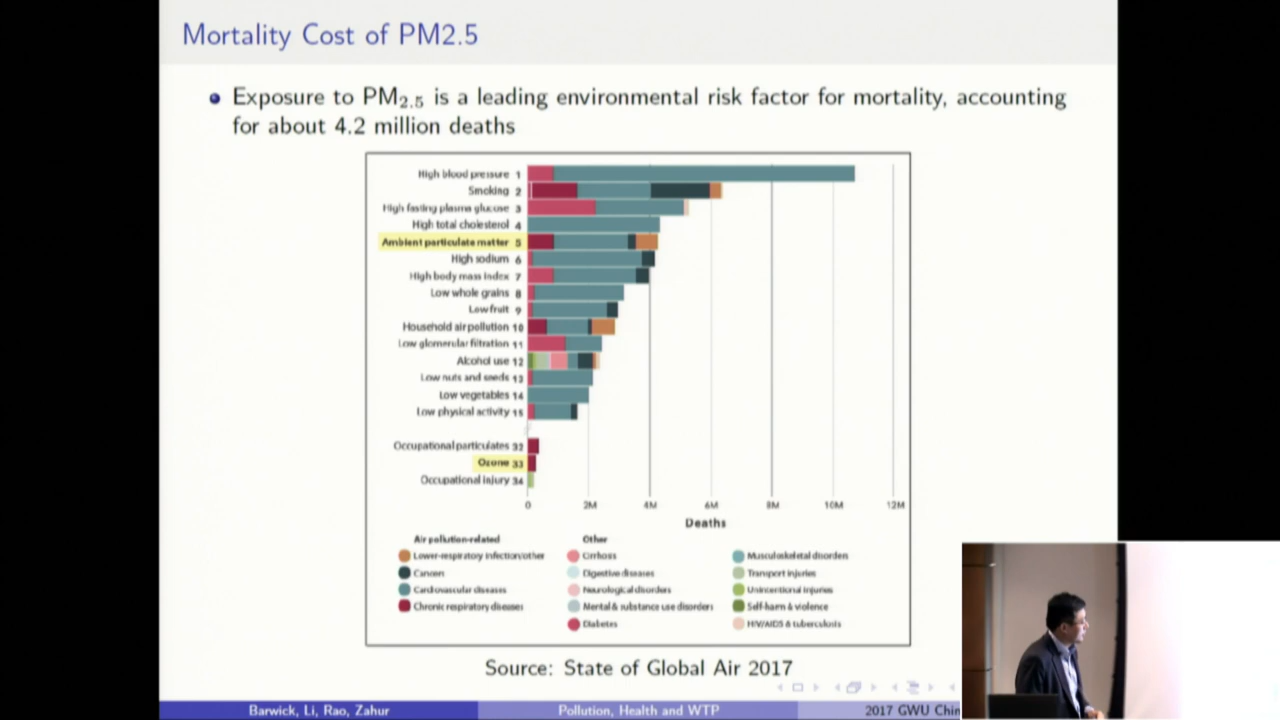 Mortality Cost of PM2.5
Exposure to PM2.5 is a leading environmental risk factor for mortality, accounting
for about 4.2 million deaths
High blood pressure 1
Smoking 2
High fasting plasma glucose 3
High total cholesterol 4
Ambient particulate matter 5
High sodium 6
High body mass index 7
Low whole grains 8
Low fruit 9
Household air pollution 10
Low glomerular filtration 11
Alcohol use 12
Low nuts and seeds 13
Low vegetables 14
Low physical activity 15
Occupational particulates 32
Ozone 33
Occupational injury 34
0 2M 4M 6M 8M 10M 12M
Deaths
Air pollution-related Other
Lower-respiratory infection/other Cirrhosis Musculoskeletal disorders
Cancers Digestive diseases Transport injuries
Cardiovascular diseases Neurological disorders Unintentional injuries
Chronic respiratory diseases Mental & substance use disorders Self-harm & violence
Diabetes HIV/AIDS & tuberculosis
Source: State of Global Air 2017
Barwick, Li, Rao, Zahur Pollution, Health and WTP 2017 GWU Chin